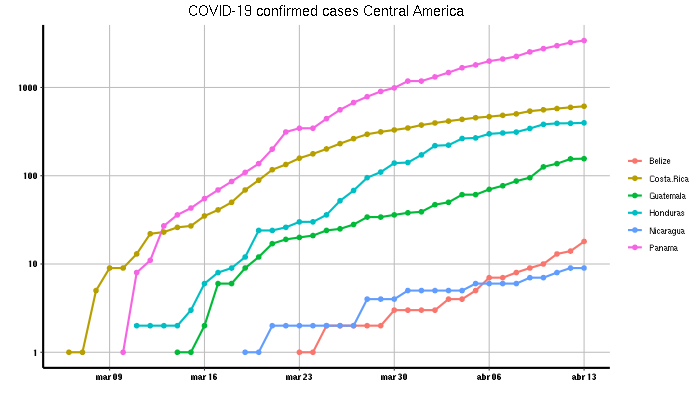 COVID-19 confirmed cases Central America
1000
100
10
1
mar 09
mar 16
mar 23
mar 30
abr 06
abr 13
Belize
Costa.Rica
Guatemala
Honduras
Nicaragua
Panama